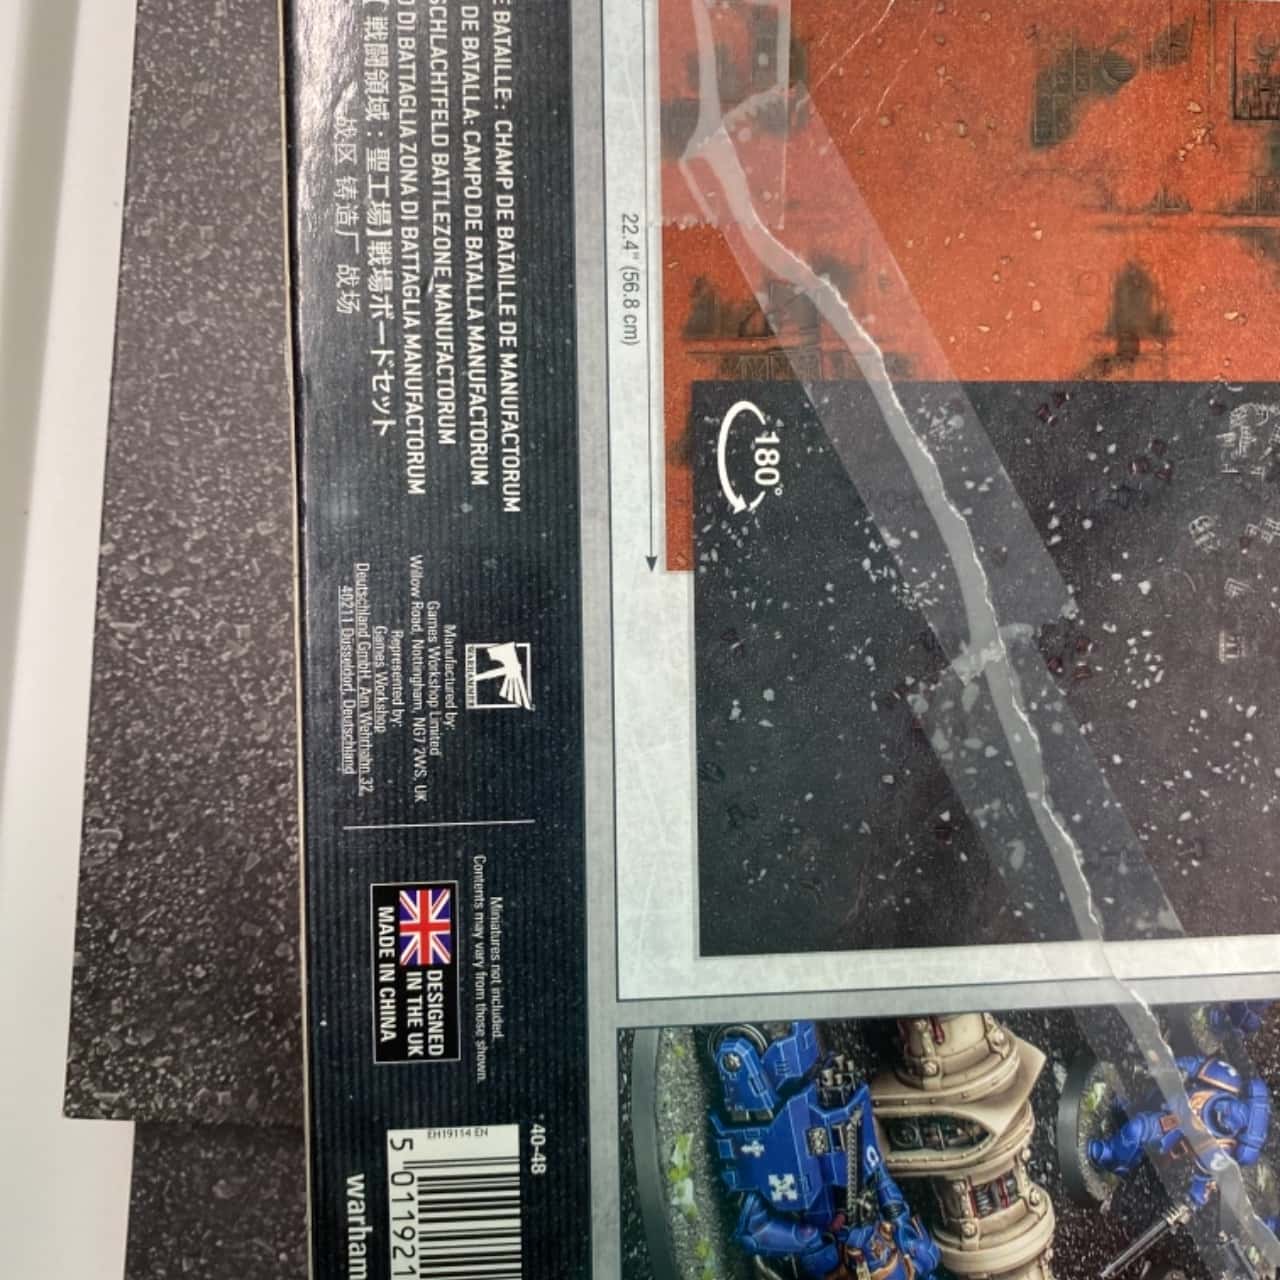 E BATAILLE : CHAMP DE BATAILLE DE MANUFACTORUM
DE BATALLA: CAMPO DE BATALLA MANUFACTORUM
SCHLACHTFELD BATTLEZONE MANUFACTORUM
DI BATTAGLIA ZONA DI BATTAGLIA MANUFACTORUM
【戦闘領域：聖工場】戦場ボードセット
战区 铸造厂 战场
WARHAMMER
Manufactured by:
Games Workshop Limited
Willow Road, Nottingham, NG7 2WS, UK
Represented by:
Games Workshop
Deutschland GmbH, Am Wehrhahn 32,
40211 Düsseldorf, Deutschland
Miniatures not included.
Contents may vary from those shown.
DESIGNED
IN THE UK
MADE IN CHINA
40-48
EH19114 EN
5 011921
warham
22.4" (56.8 cm)
180°